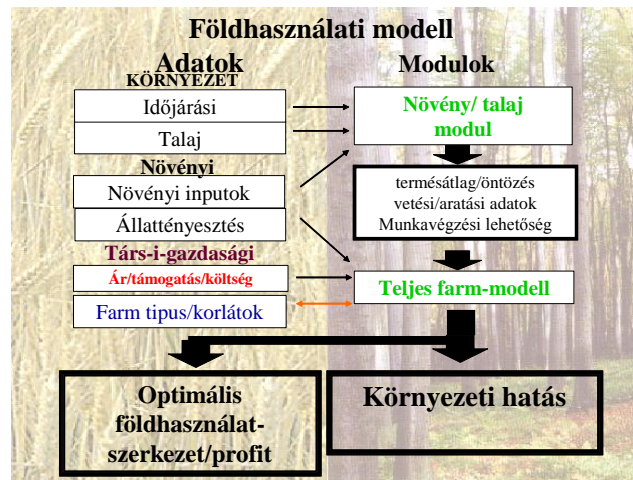 Földhasználati modell
Adatok
KÖRNYEZET
Időjárási
Talaj
Növényi
Növényi inputok
Állattényesztés
Társ-i-gazdasági
Ár/támogatás/költség
Farm tipus/korlátok
Modulok
Növény/ talaj
modul
termésátlag/öntözés
vetési/aratási adatok
Munkavégzési lehetőség
Teljes farm-modell
Optimális
földhasználat-
szerkezet/profit
Környezeti hatás